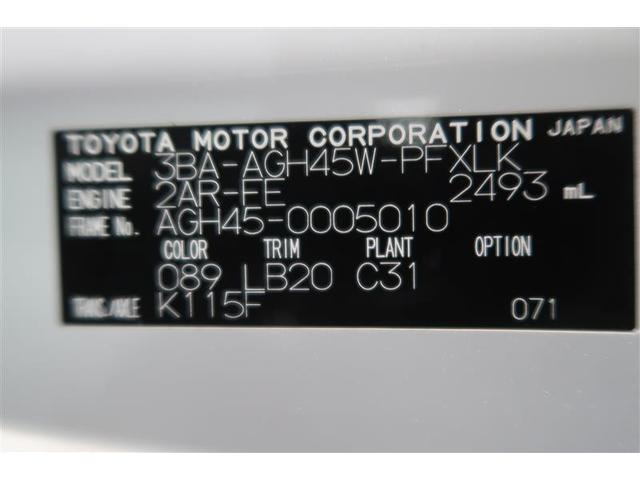 TOYOTA MOTOR CORPORATION JAPAN
MODEL 3BA-AGH45W-PFXLK
ENGINE 2AR-FE 2493 mL
FRAME No. AGH45-0005010
COLOR TRIM PLANT OPTION
089 LB20 C31
TRANS/AXLE K115F 071